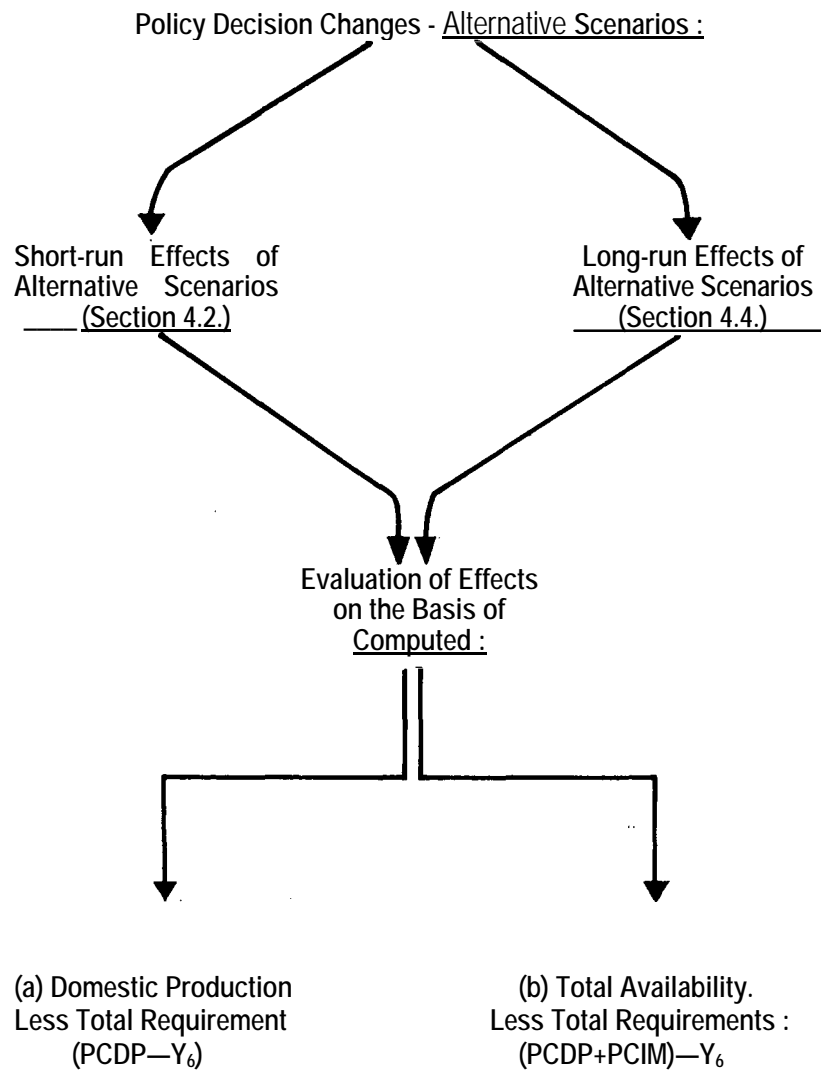 Policy Decision Changes - Alternative Scenarios :
Short-run Effects of
Alternative Scenarios
(Section 4.2.)
Long-run Effects of
Alternative Scenarios
(Section 4.4.)
Evaluation of Effects
on the Basis of
Computed :
(a) Domestic Production
Less Total Requirement
(PCDP—Y₆)
(b) Total Availability.
Less Total Requirements :
(PCDP+PCIM)—Y₆